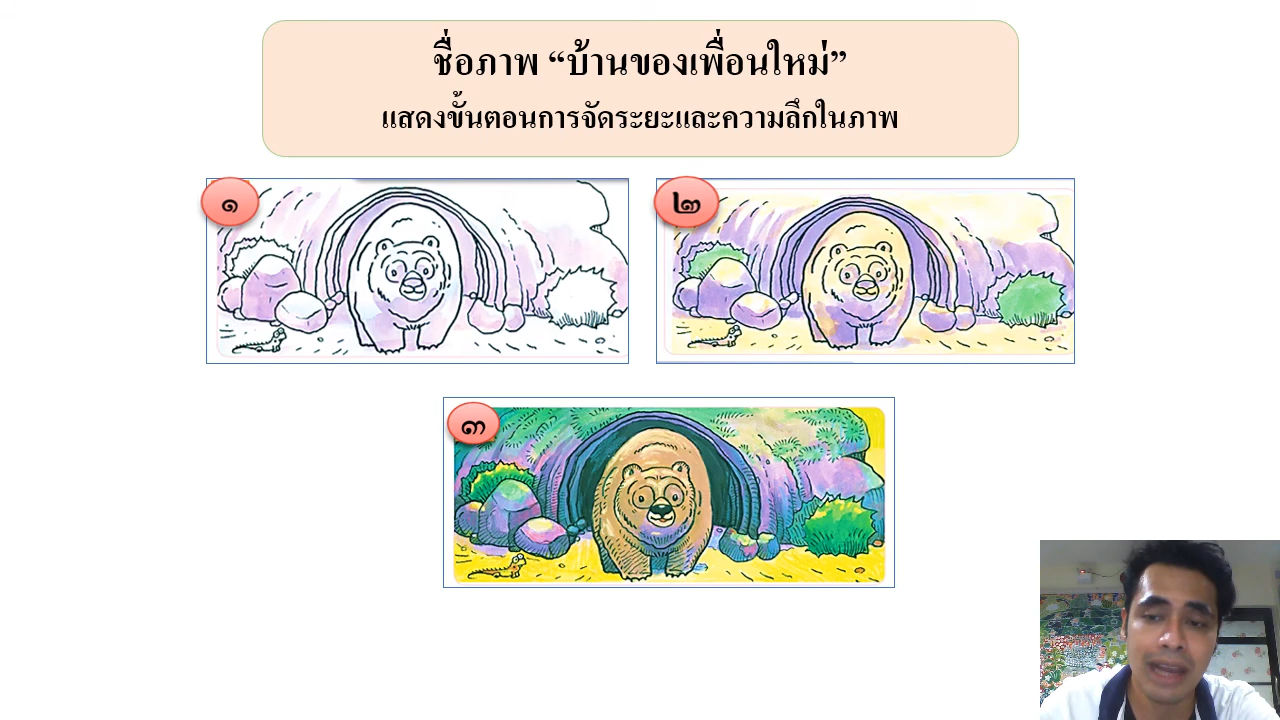 ชื่อภาพ “บ้านของเพื่อนใหม่”
แสดงขั้นตอนการจัดระยะและความลึกในภาพ
๑
๒
๓